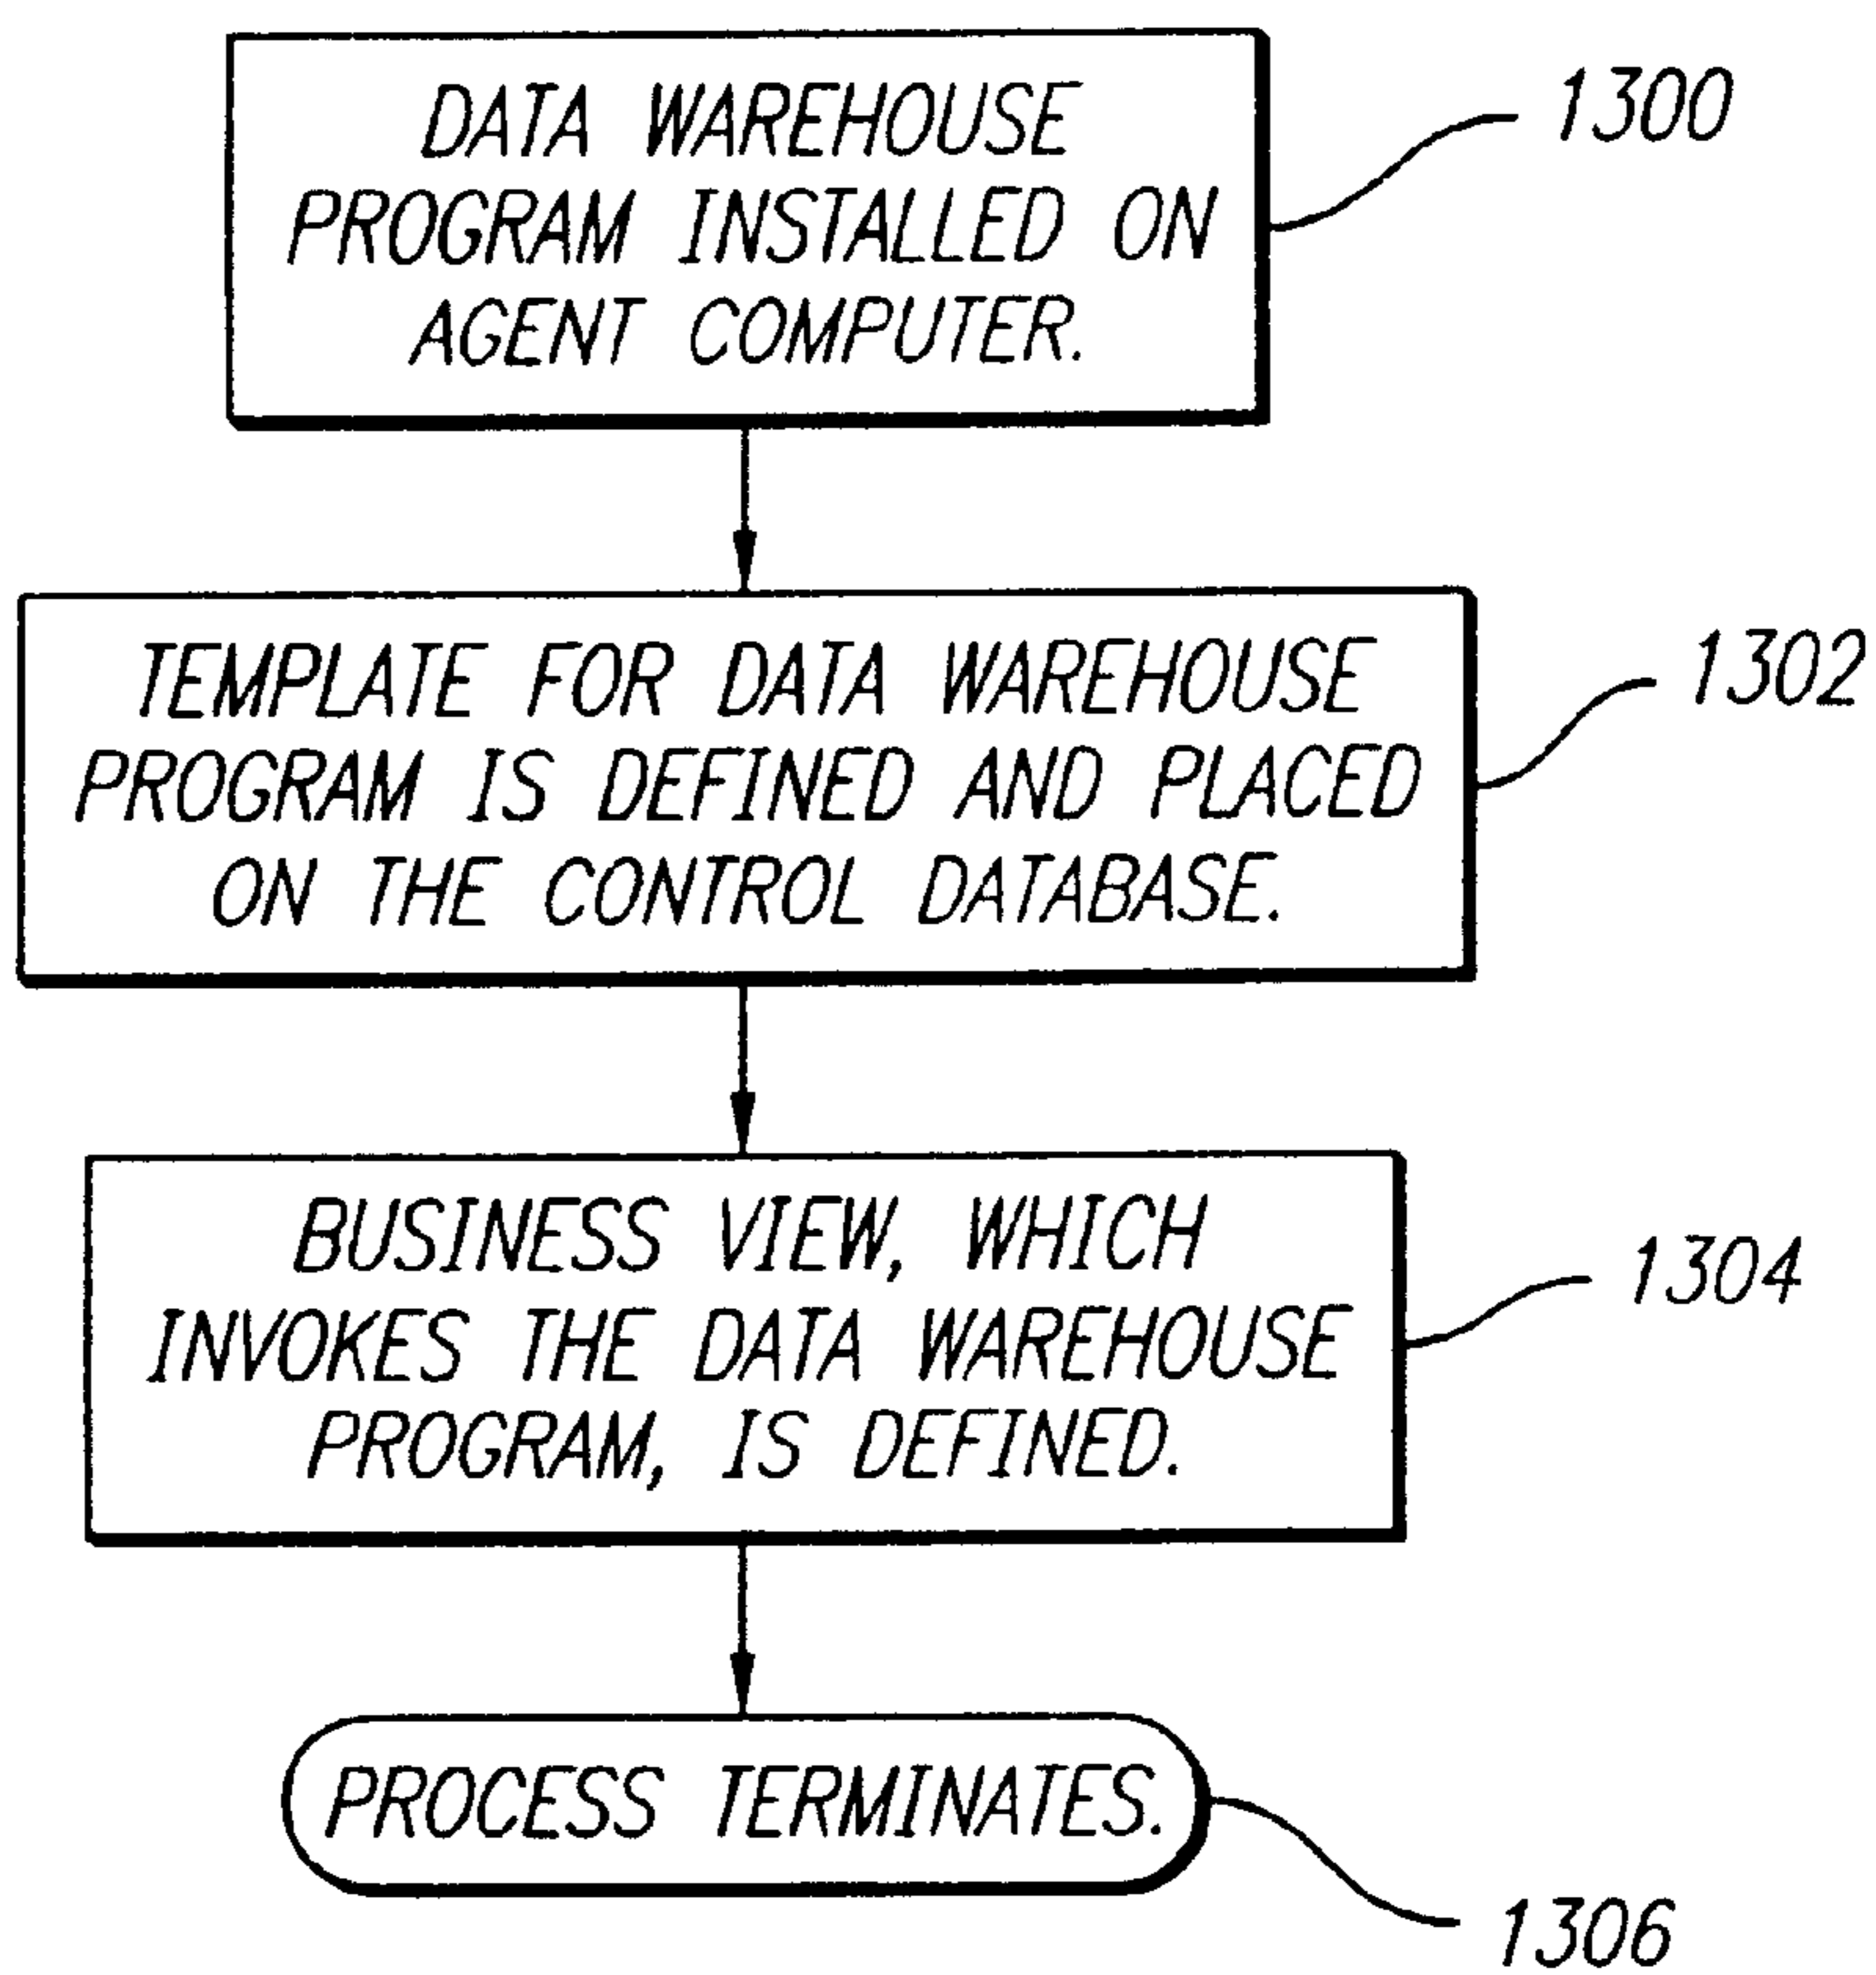 DATA WAREHOUSE
PROGRAM INSTALLED ON
AGENT COMPUTER.
1300
TEMPLATE FOR DATA WAREHOUSE
PROGRAM IS DEFINED AND PLACED
ON THE CONTROL DATABASE.
1302
BUSINESS VIEW, WHICH
INVOKES THE DATA WAREHOUSE
PROGRAM, IS DEFINED.
1304
PROCESS TERMINATES.
1306